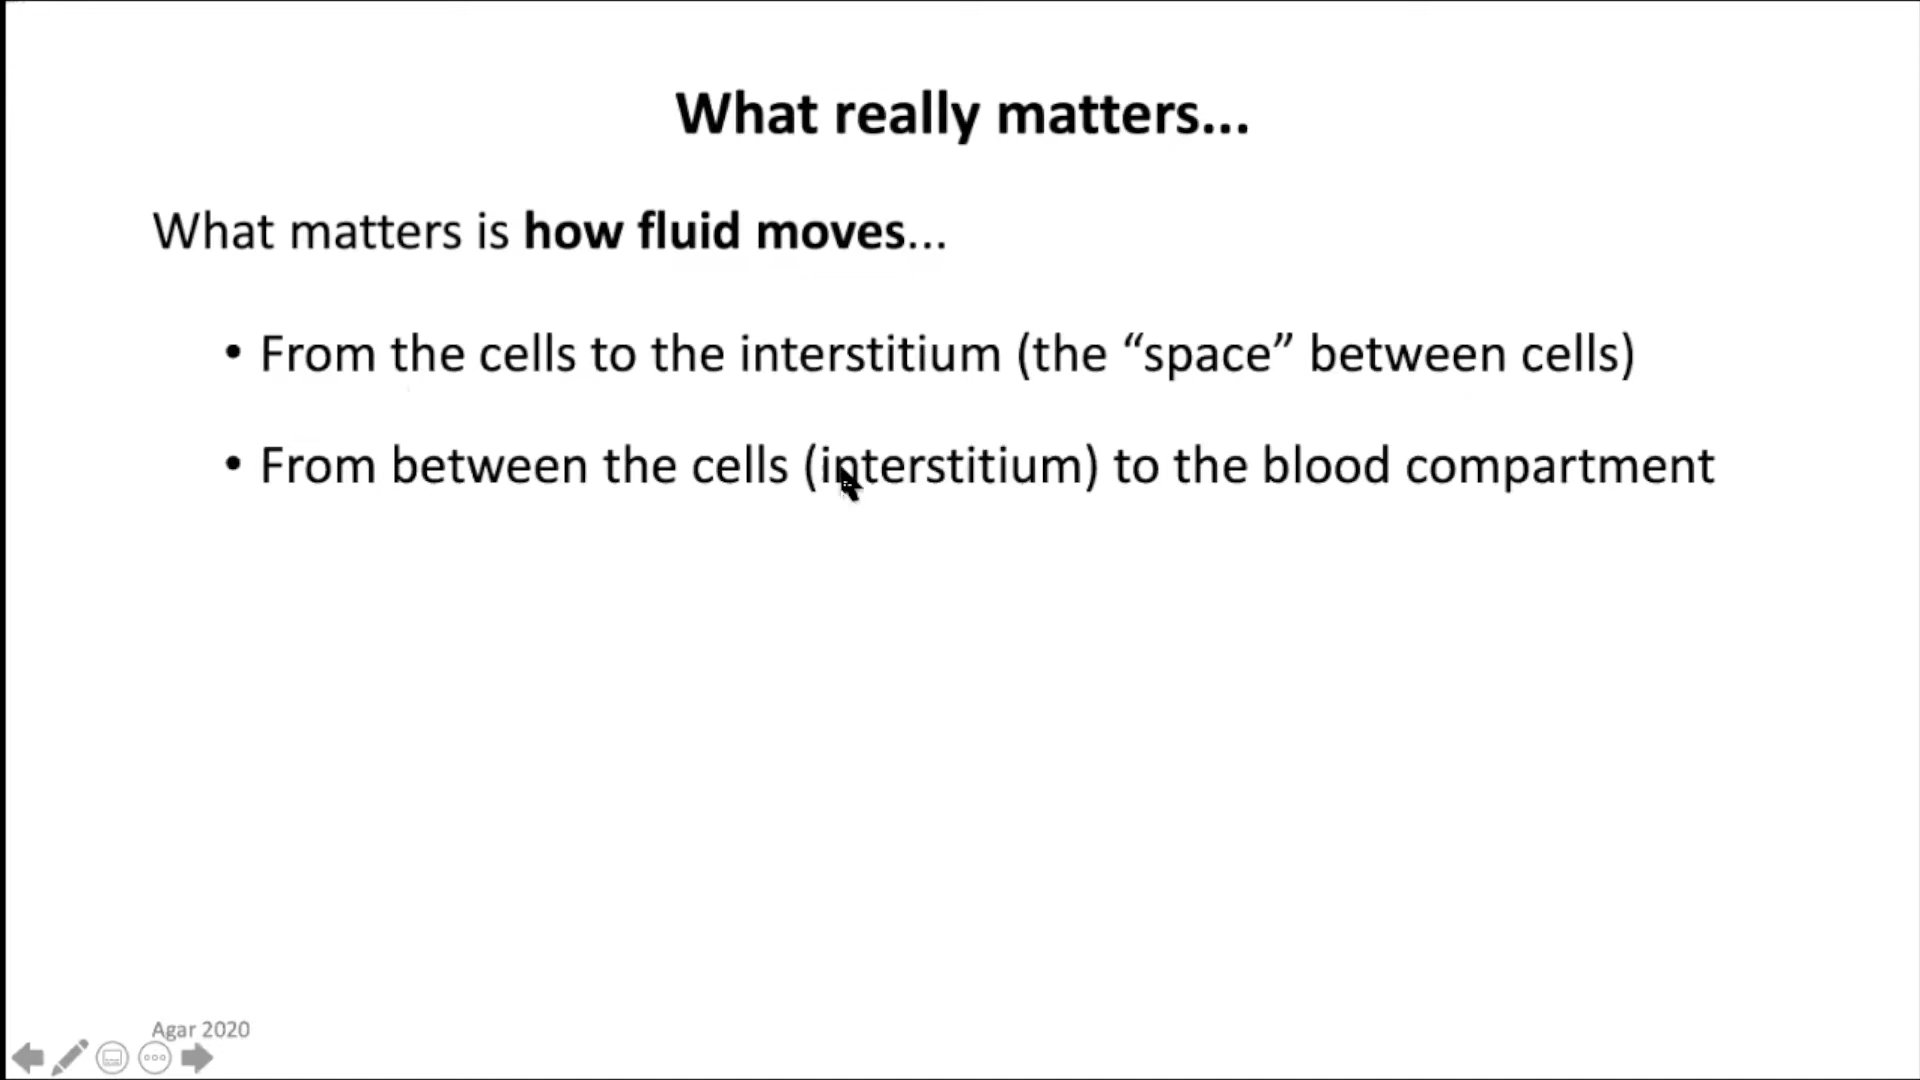 What really matters...
What matters is how fluid moves...
• From the cells to the interstitium (the “space” between cells)
• From between the cells (interstitium) to the blood compartment
Agar 2020